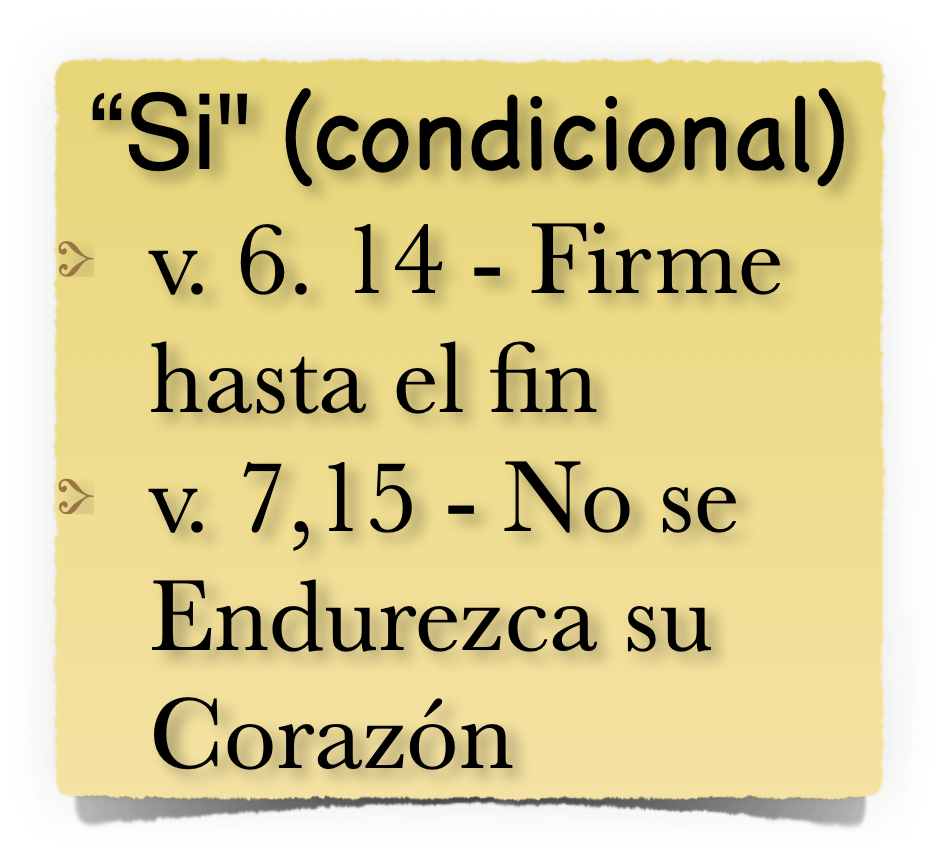 “Si" (condicional)
v. 6. 14 - Firme
hasta el fin
v. 7,15 - No se
Endurezca su
Corazón